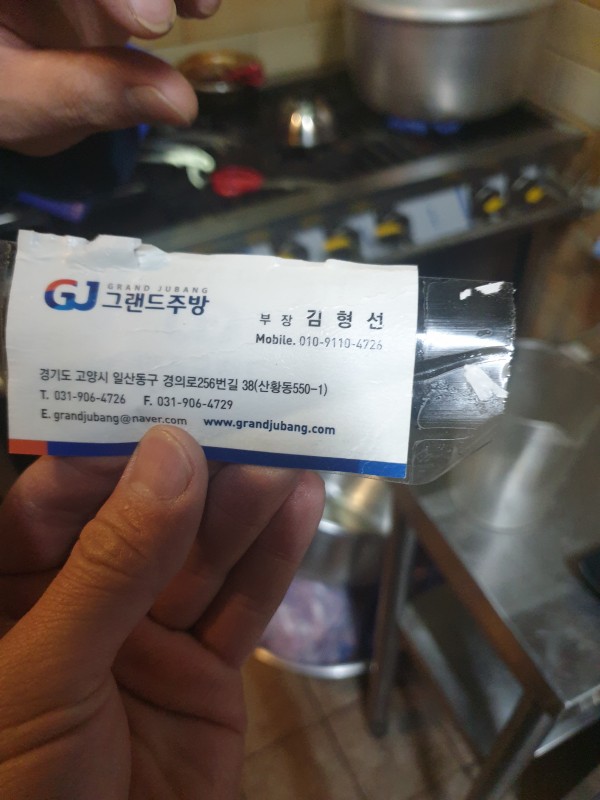 GJ GRAND JUBANG
그랜드주방
부 장 김 형 선
Mobile. 010-9110-4726
경기도 고양시 일산동구 경의로256번길 38(산황동550-1)
T. 031-906-4726 F. 031-906-4729
E. grandjubang@naver.com www.grandjubang.com